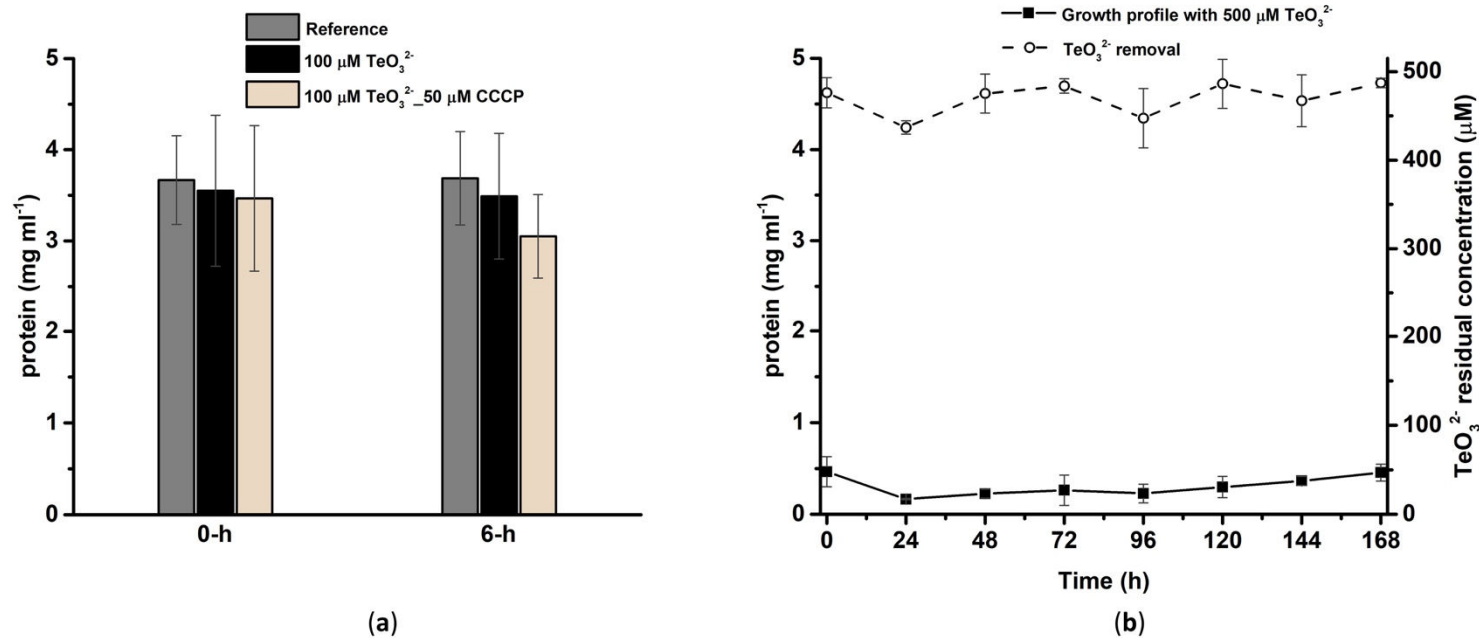 Reference
100 μM TeO₃²⁻
100 μM TeO₃²⁻_50 μM CCCP
protein (mg ml⁻¹)
5
4
3
2
1
0
0-h
6-h
(a)
Growth profile with 500 μM TeO₃²⁻
TeO₃²⁻ removal
protein (mg ml⁻¹)
5
4
3
2
1
0
500
400
300
200
100
0
TeO₃²⁻ residual concentration (μM)
0 24 48 72 96 120 144 168
Time (h)
(b)